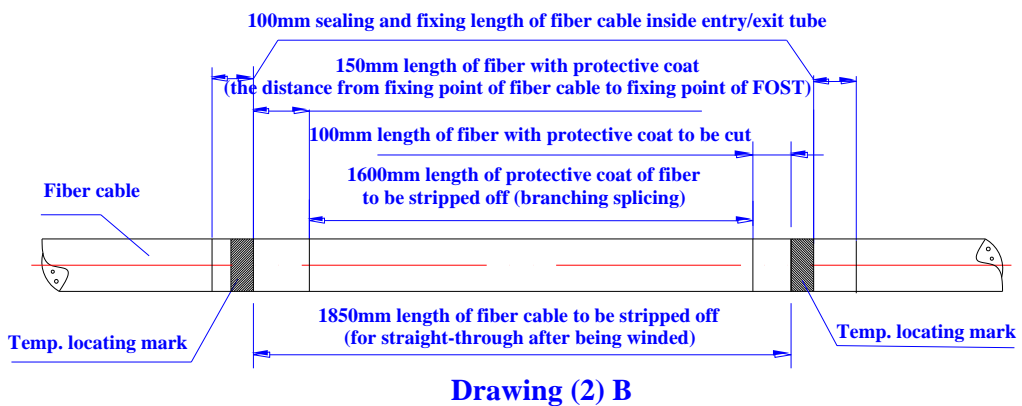 100mm sealing and fixing length of fiber cable inside entry/exit tube
150mm length of fiber with protective coat
(the distance from fixing point of fiber cable to fixing point of FOST)
100mm length of fiber with protective coat to be cut
1600mm length of protective coat of fiber
to be stripped off (branching splicing)
Fiber cable
1850mm length of fiber cable to be stripped off
(for straight-through after being winded)
Temp. locating mark
Temp. locating mark
Drawing (2) B